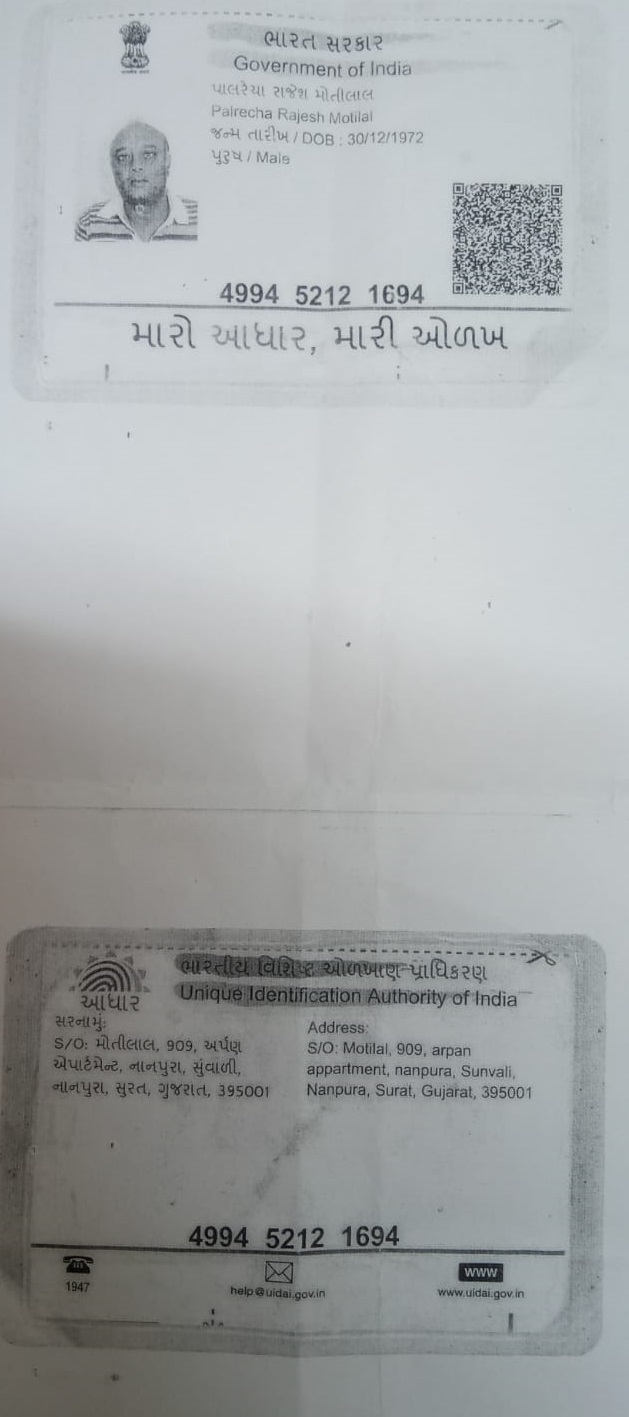 ભારત સરકાર
Government of India
પાલરેચા રાજેશ મોતીલાલ
Palrecha Rajesh Motilal
જન્મ તારીખ / DOB : 30/12/1972
પુરુષ / Male
4994 5212 1694
મારો આધાર, મારી ઓળખ
ભારતીય વિશિષ્ટ ઓળખાણ પ્રાધિકરણ
Unique Identification Authority of India
આધાર
સરનામું:
S/O: મોતીલાલ, 909, અર્પણ
એપાર્ટમેન્ટ, નાનપુરા, સુંવાળી,
નાનપુરા, સુરત, ગુજરાત, 395001
Address:
S/O: Motilal, 909, arpan
appartment, nanpura, Sunvali,
Nanpura, Surat, Gujarat, 395001
4994 5212 1694
1947
help@uidai.gov.in
www
www.uidai.gov.in